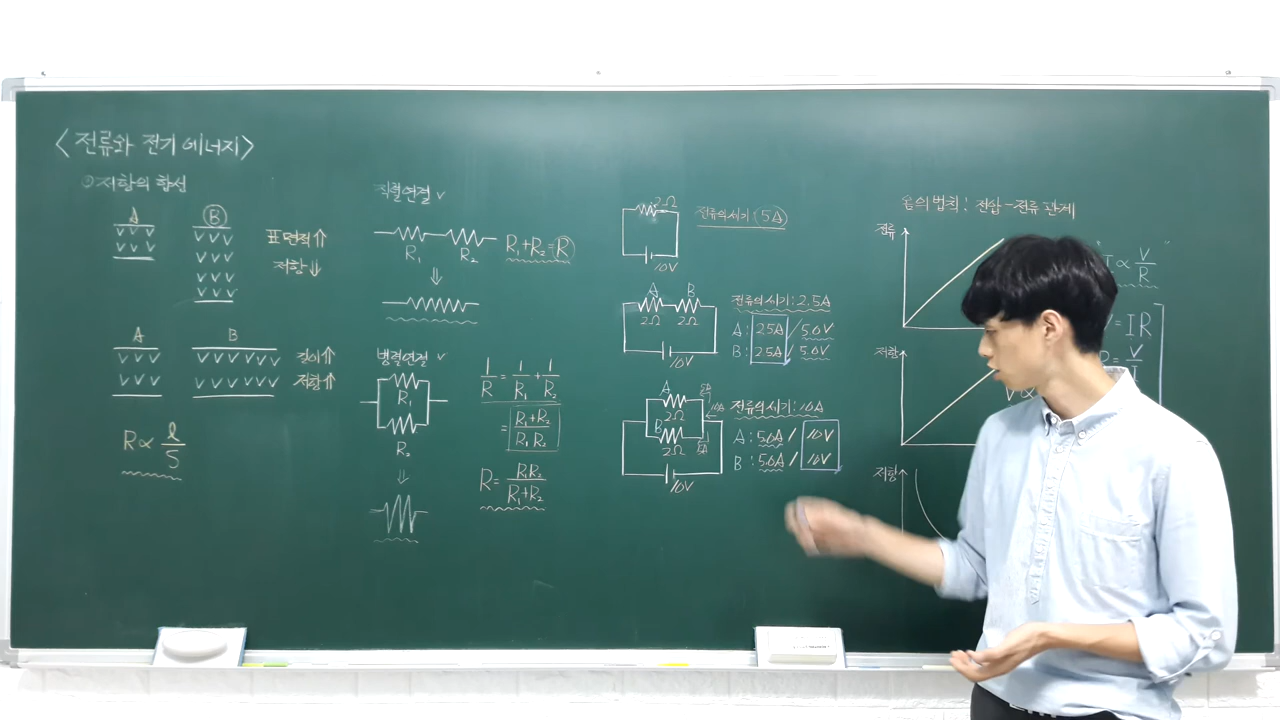 <전류와 전기 에너지>
⊙저항의 합성
A
B
표면적⇑
저항⇓
A
B
길이⇑
저항⇑
R∝ ℓ/S
직렬연결 ✓
R₁ R₂
R₁+R₂=R
병렬연결 ✓
R₁
R₂
1/R = 1/R₁ + 1/R₂
= R₁+R₂ / R₁R₂
R = R₁R₂ / R₁+R₂
2Ω
10V
전류의 세기 (5A)
A B
2Ω 2Ω
10V
전류의 세기: 2.5A
A: 2.5A / 5.0V
B: 2.5A / 5.0V
A
2Ω
B
2Ω
10V
5A
10A
5A
전류의 세기: 10A
A: 5.0A / 10V
B: 5.0A / 10V
옴의 법칙: 전압-전류 관계
전류
저항
저항
"I ∝ V/R"
V=IR
R= V/I
V ∝